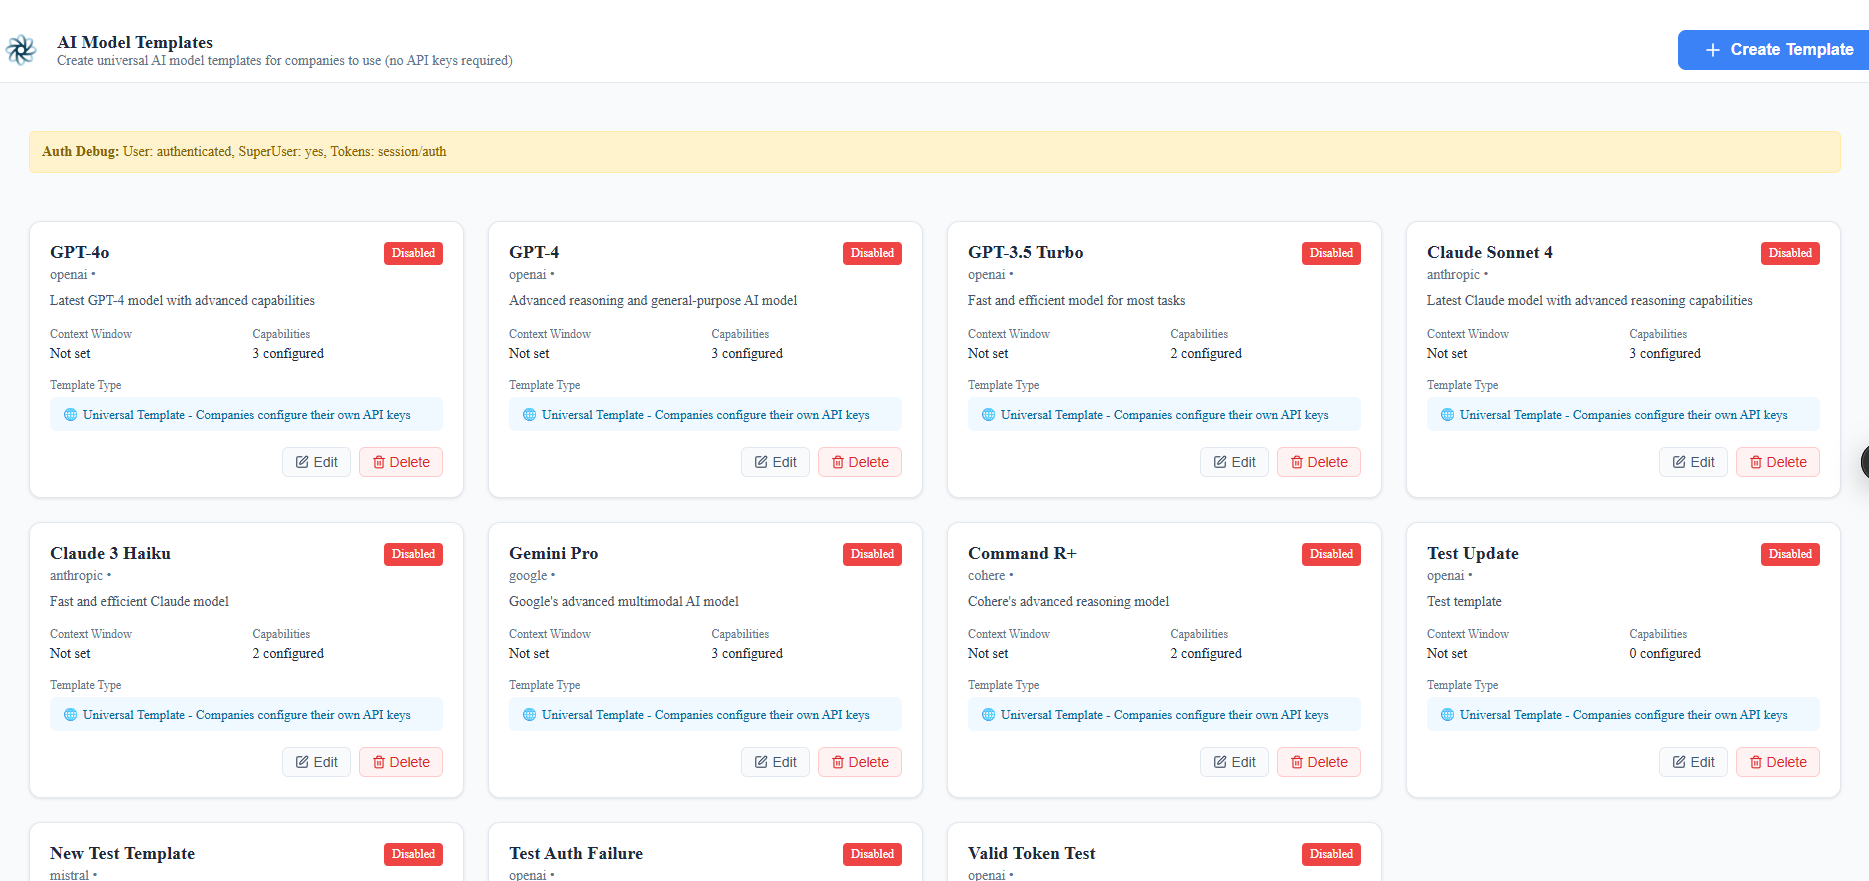 AI Model Templates
Create universal AI model templates for companies to use (no API keys required)
Create Template
Auth Debug: User: authenticated, SuperUser: yes, Tokens: session/auth
GPT-4o
Disabled
openai •
Latest GPT-4 model with advanced capabilities
Context Window
Capabilities
Not set
3 configured
Template Type
Universal Template - Companies configure their own API keys
Edit
Delete
GPT-4
Disabled
openai •
Advanced reasoning and general-purpose AI model
Context Window
Capabilities
Not set
3 configured
Template Type
Universal Template - Companies configure their own API keys
Edit
Delete
GPT-3.5 Turbo
Disabled
openai •
Fast and efficient model for most tasks
Context Window
Capabilities
Not set
2 configured
Template Type
Universal Template - Companies configure their own API keys
Edit
Delete
Claude Sonnet 4
Disabled
anthropic •
Latest Claude model with advanced reasoning capabilities
Context Window
Capabilities
Not set
3 configured
Template Type
Universal Template - Companies configure their own API keys
Edit
Delete
Claude 3 Haiku
Disabled
anthropic •
Fast and efficient Claude model
Context Window
Capabilities
Not set
2 configured
Template Type
Universal Template - Companies configure their own API keys
Edit
Delete
Gemini Pro
Disabled
google •
Google's advanced multimodal AI model
Context Window
Capabilities
Not set
3 configured
Template Type
Universal Template - Companies configure their own API keys
Edit
Delete
Command R+
Disabled
cohere •
Cohere's advanced reasoning model
Context Window
Capabilities
Not set
2 configured
Template Type
Universal Template - Companies configure their own API keys
Edit
Delete
Test Update
Disabled
openai •
Test template
Context Window
Capabilities
Not set
0 configured
Template Type
Universal Template - Companies configure their own API keys
Edit
Delete
New Test Template
Disabled
mistral •
Test Auth Failure
Disabled
openai •
Valid Token Test
Disabled
openai •